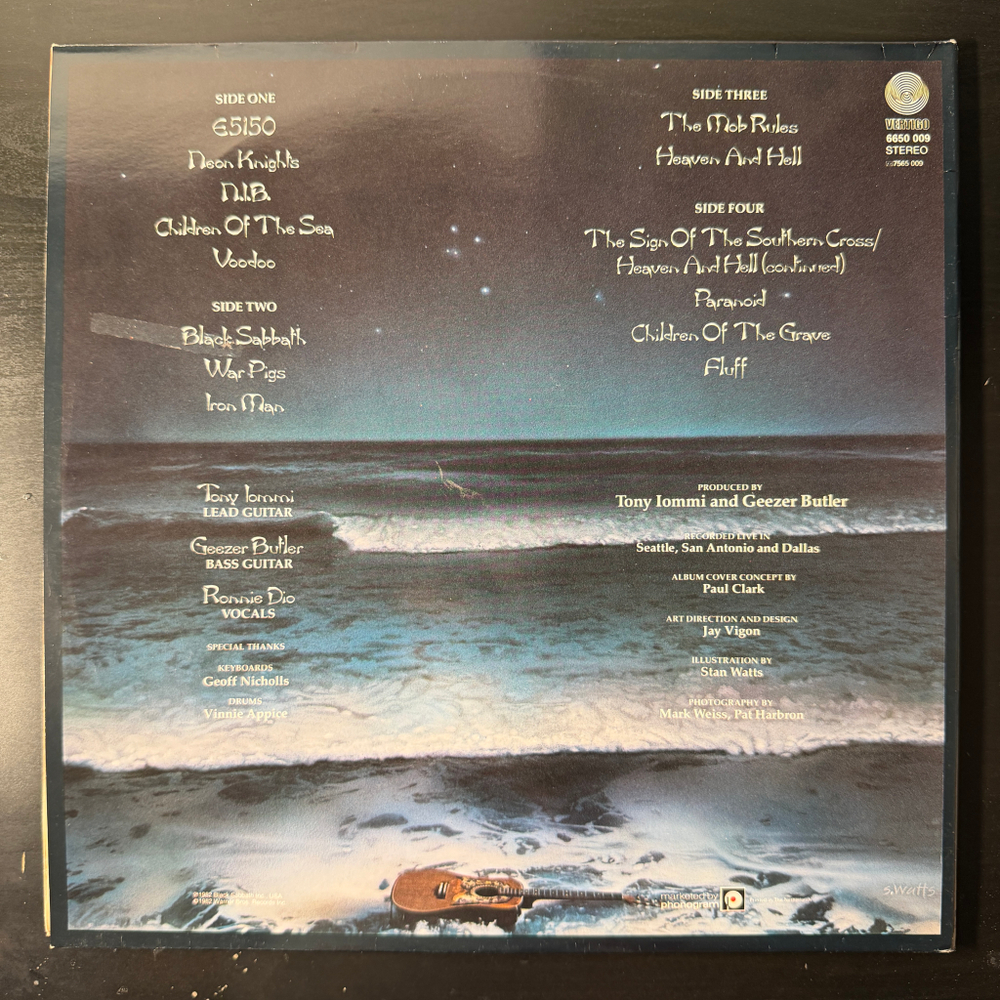 SIDE ONE
E5150
Neon Knights
N.I.B.
Children Of The Sea
Voodoo
SIDE TWO
Black Sabbath
War Pigs
Iron Man
SIDE THREE
The Mob Rules
Heaven And Hell
SIDE FOUR
The Sign Of The Southern Cross/
Heaven And Hell (continued)
Paranoid
Children Of The Grave
Fluff
VERTIGO
6650 009
STEREO
7565 009
Tony Iommi
LEAD GUITAR
Geezer Butler
BASS GUITAR
Ronnie Dio
VOCALS
SPECIAL THANKS
KEYBOARDS
Geoff Nicholls
DRUMS
Vinnie Appice
PRODUCED BY
Tony Iommi and Geezer Butler
RECORDED LIVE IN
Seattle, San Antonio and Dallas
ALBUM COVER CONCEPT BY
Paul Clark
ART DIRECTION AND DESIGN
Jay Vigon
ILLUSTRATION BY
Stan Watts
PHOTOGRAPHY BY
Mark Weiss, Pat Harbron
℗1982
©1982
marketed by
phonogram
S.Watts